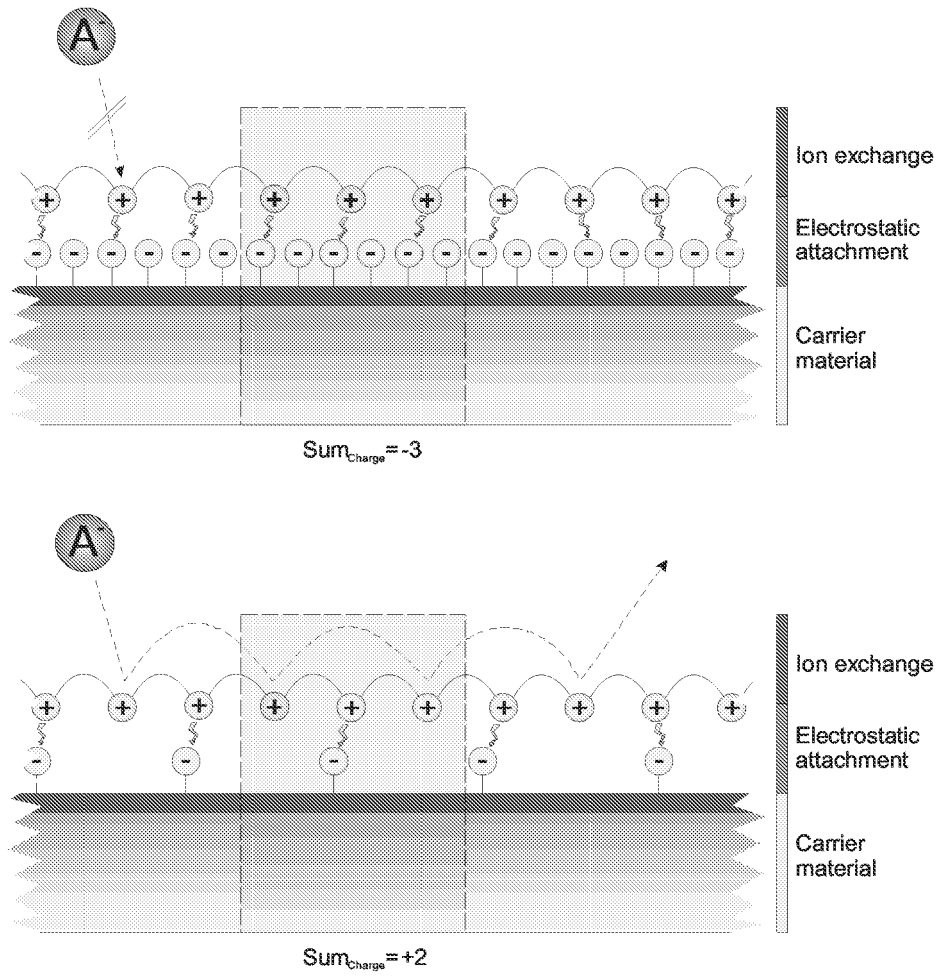 A-
Ion exchange
+ + + + + + + + + +
Electrostatic
attachment
- - - - - - - - - - - - - - - - - - -
Carrier
material
Sum Charge = -3
A-
Ion exchange
+ + + + + + + + + +
Electrostatic
attachment
- - - - -
Carrier
material
Sum Charge = +2